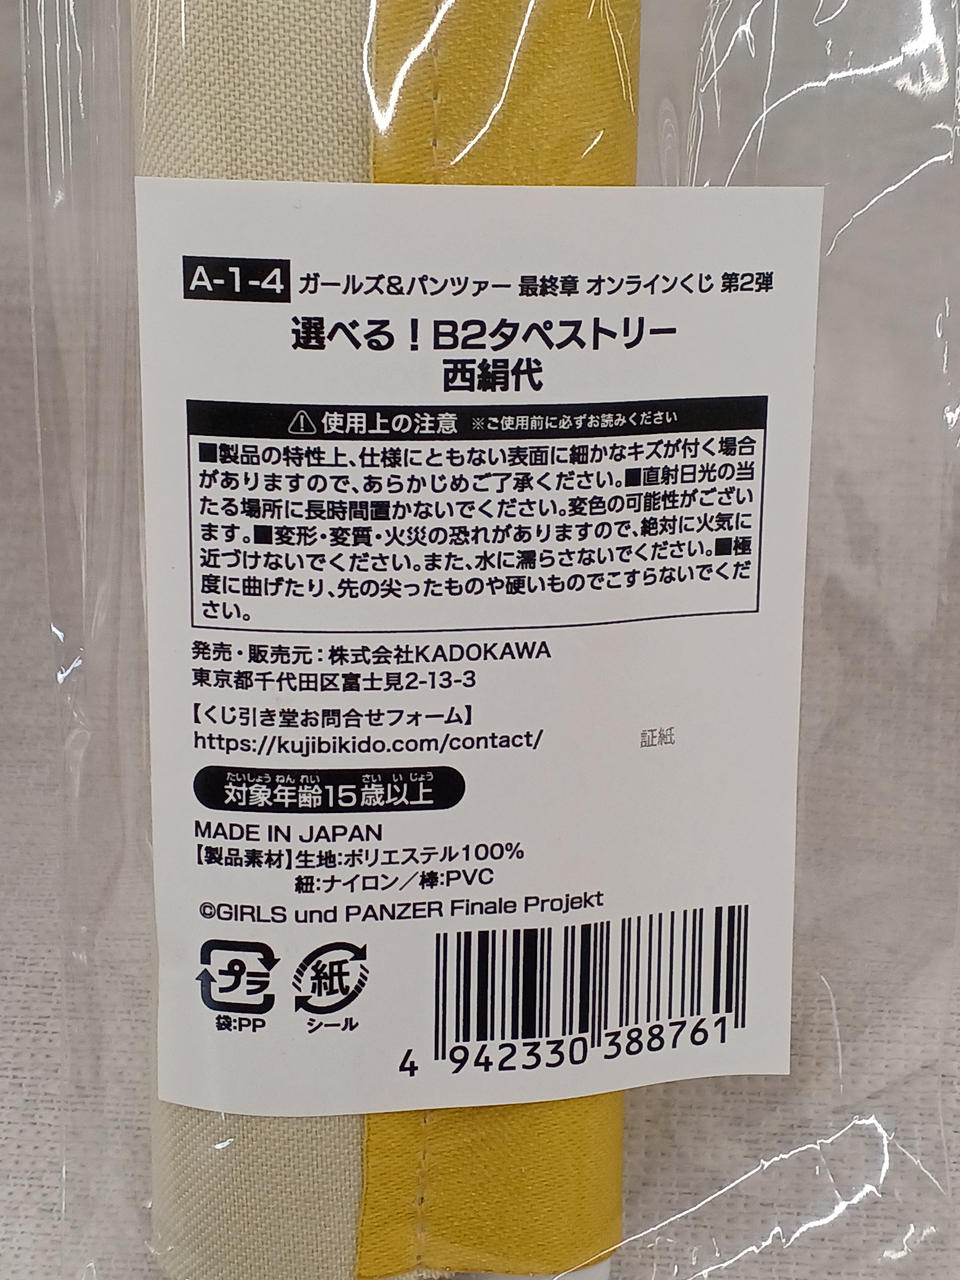 A-1-4 ガールズ&パンツァー 最終章 オンラインくじ 第2弾
選べる！B2タペストリー
西絹代
⚠使用上の注意 ※ご使用前に必ずお読みください
■製品の特性上、仕様にともない表面に細かなキズが付く場合
がありますので、あらかじめご了承ください。■直射日光の当
たる場所に長時間置かないでください。変色の可能性がござい
ます。■変形・変質・火災の恐れがありますので、絶対に火気に
近づけないでください。また、水に濡らさないでください。■極
度に曲げたり、先の尖ったものや硬いものでこすらないでくだ
さい。
発売・販売元：株式会社KADOKAWA
東京都千代田区富士見2-13-3
【くじ引き堂お問合せフォーム】
https://kujibikido.com/contact/
証紙
たいしょう ねん れい さい い じょう
対象年齢15歳以上
MADE IN JAPAN
【製品素材】生地:ポリエステル100%
紐:ナイロン／棒:PVC
©GIRLS und PANZER Finale Projekt
プラ 紙
袋:PP シール
4 942330 388761